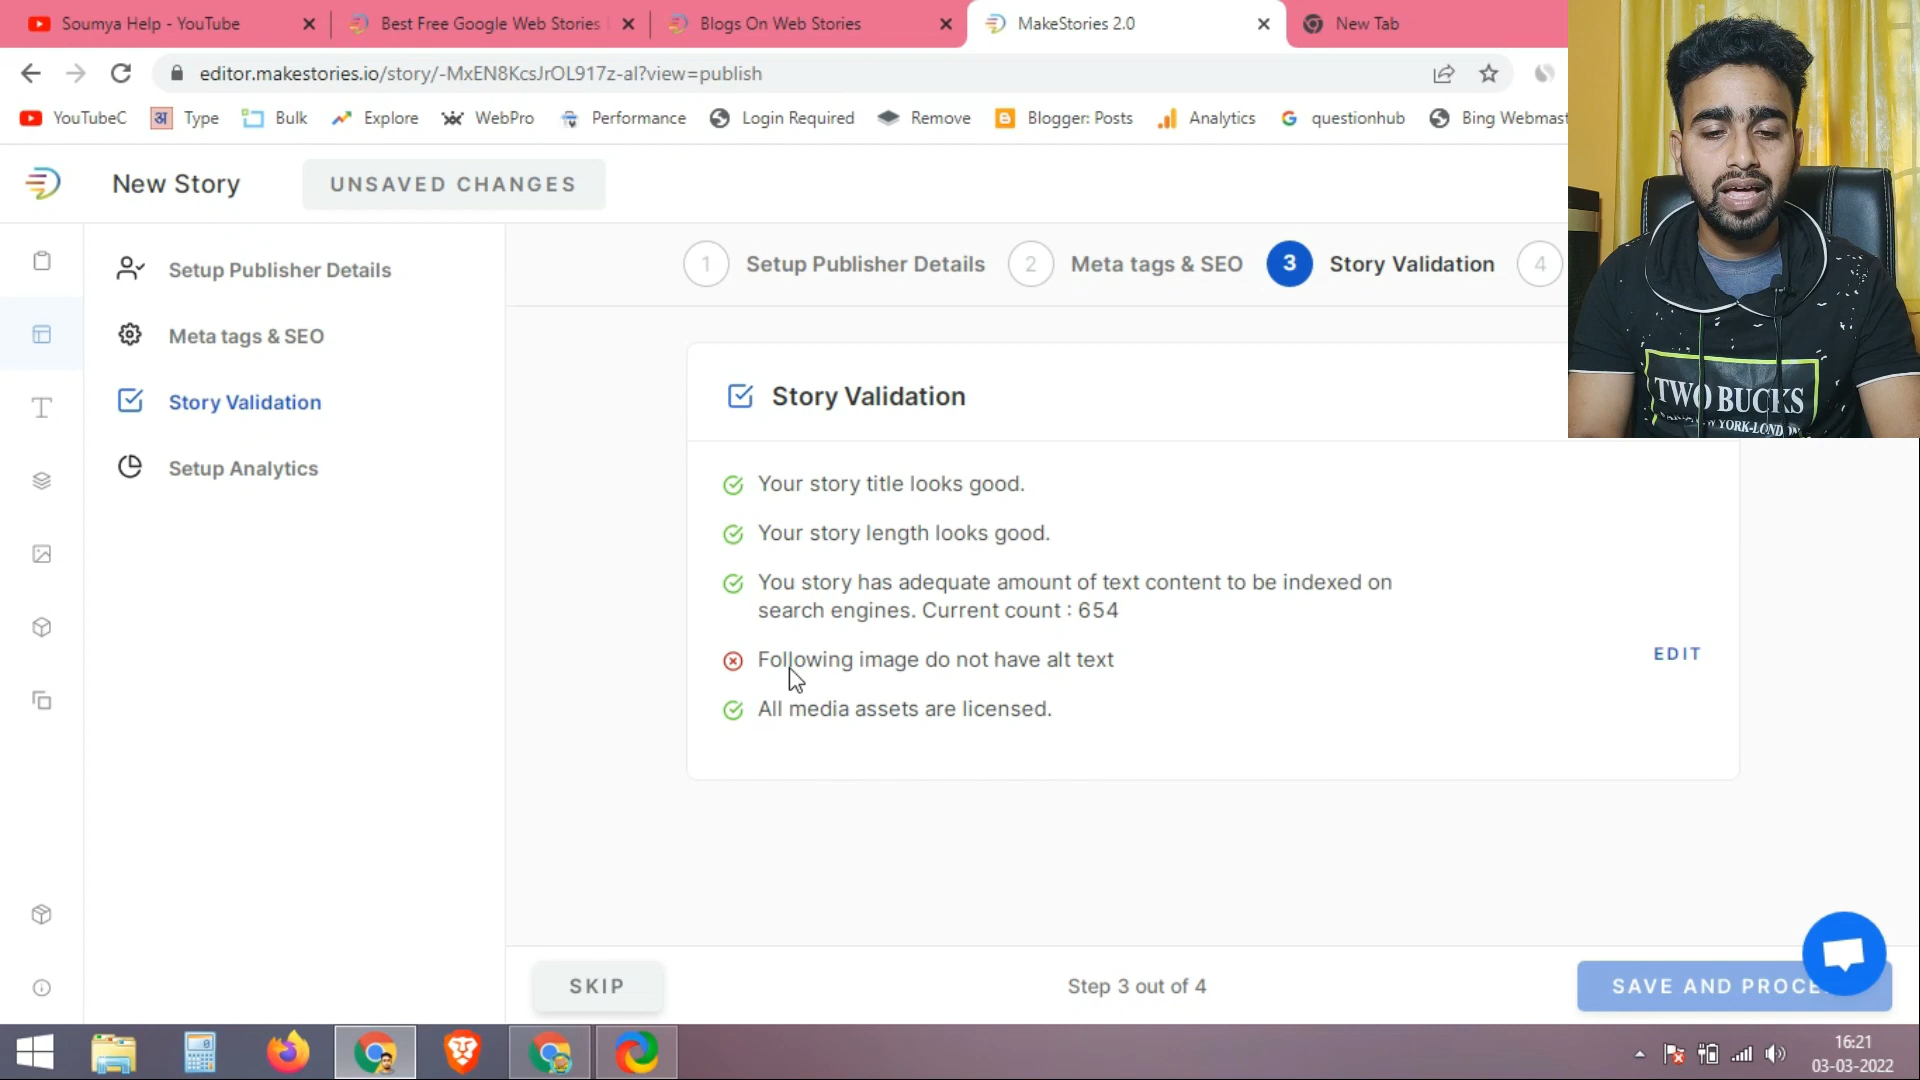 Soumya Help - YouTube
Best Free Google Web Stories
Blogs On Web Stories
MakeStories 2.0
New Tab
editor.makestories.io/story/-MxEN8KcsJrOL917z-al?view=publish
YouTubeC
अ Type
Bulk
Explore
WebPro
Performance
Login Required
Remove
Blogger: Posts
Analytics
questionhub
Bing Webmast
New Story
UNSAVED CHANGES
Setup Publisher Details
Meta tags & SEO
Story Validation
Setup Analytics
1 Setup Publisher Details
2 Meta tags & SEO
3 Story Validation
4
Story Validation
Your story title looks good.
Your story length looks good.
You story has adequate amount of text content to be indexed on
search engines. Current count : 654
Following image do not have alt text
EDIT
All media assets are licensed.
SKIP
Step 3 out of 4
SAVE AND PROCE
TWO BUCKS
YORK-LONDON
16:21
03-03-2022